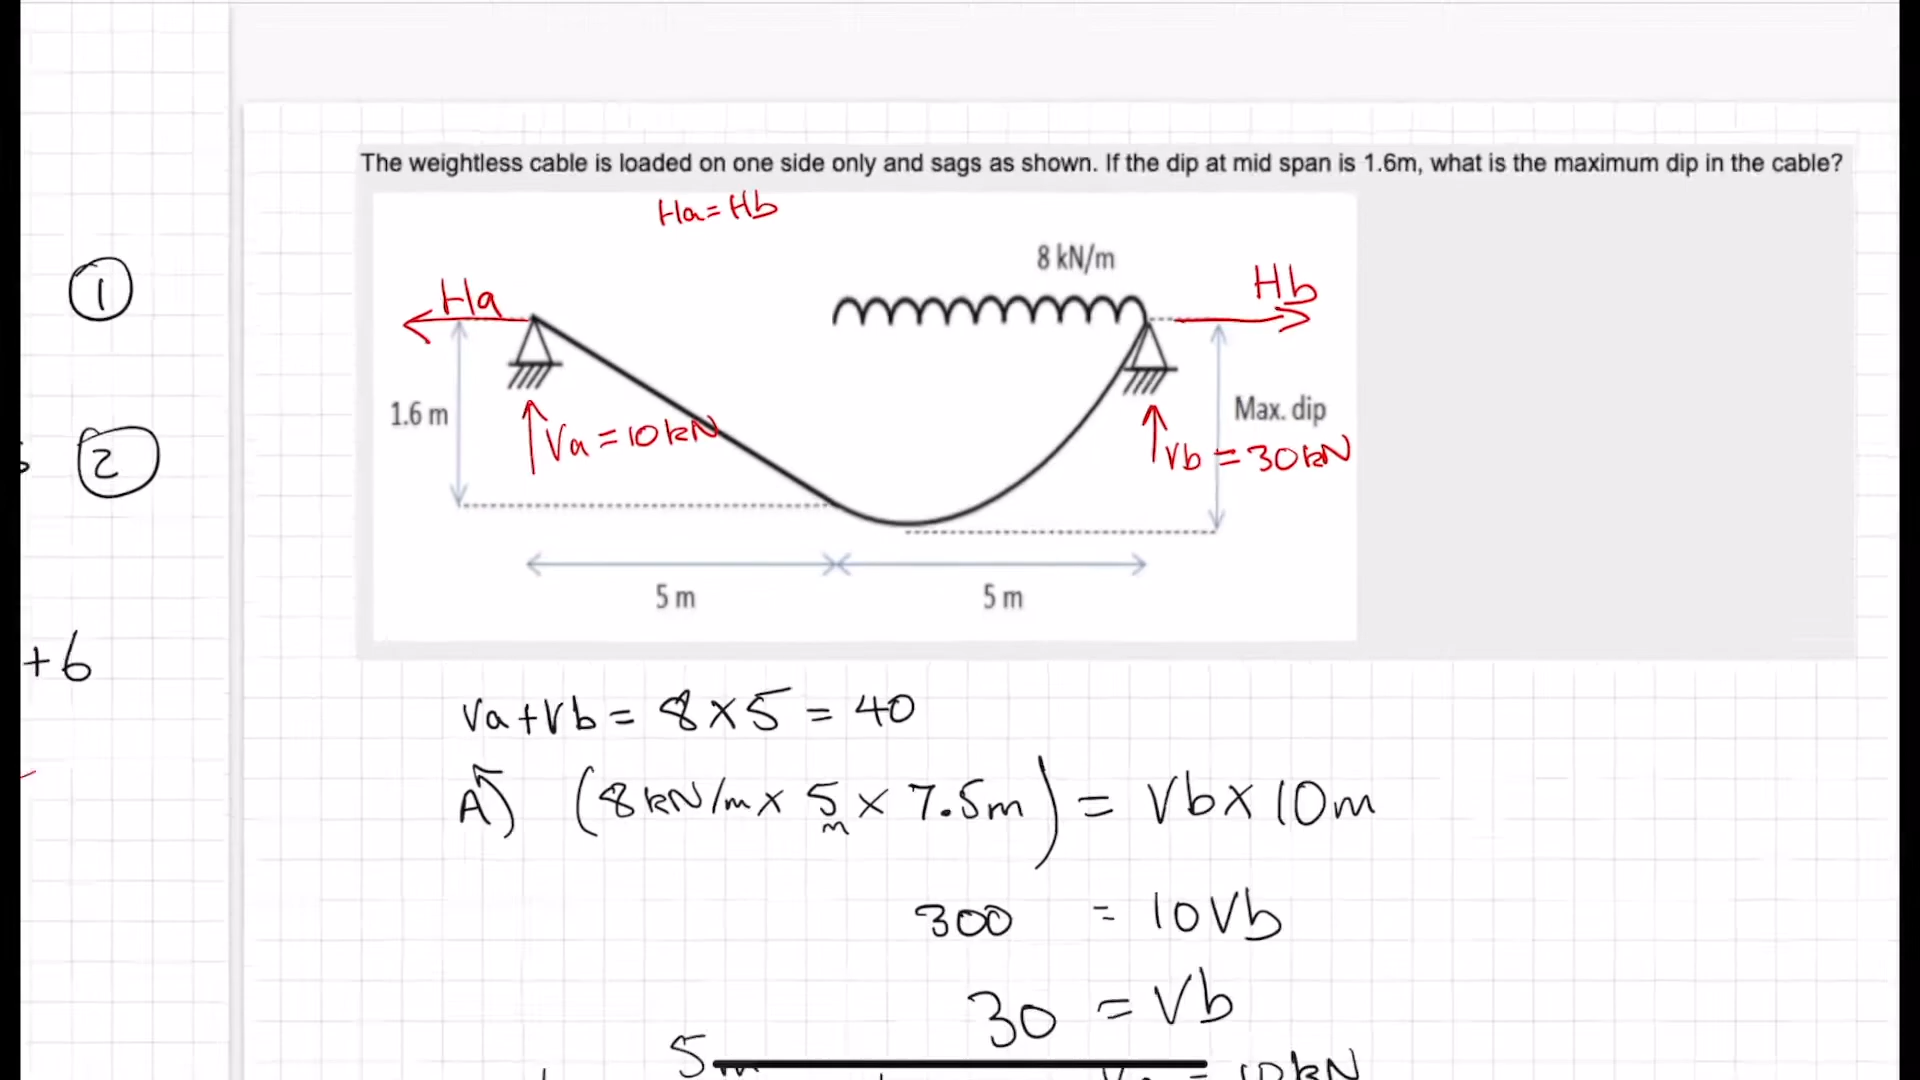 The weightless cable is loaded on one side only and sags as shown. If the dip at mid span is 1.6m, what is the maximum dip in the cable?
Ha = Hb
8 kN/m
Ha
Hb
1
1.6 m
Va = 10kN
Max. dip
Vb = 30kN
2
5 m
5 m
+6
Va + Vb = 8 × 5 = 40
A) (8kN/m × 5m × 7.5m) = Vb × 10m
300 = 10Vb
30 = Vb
5m
= 10kN